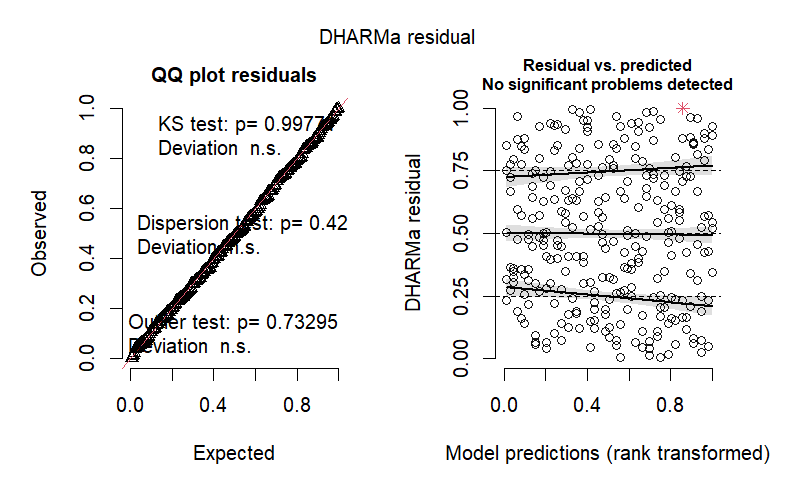 DHARMa residual
QQ plot residuals
KS test: p= 0.9977
Deviation n.s.
Dispersion test: p= 0.42
Deviation n.s.
Outlier test: p= 0.73295
Deviation n.s.
Observed
0.0 0.2 0.4 0.6 0.8 1.0
0.0 0.4 0.8
Expected
Residual vs. predicted
No significant problems detected
DHARMa residual
0.00 0.25 0.50 0.75 1.00
0.0 0.4 0.8
Model predictions (rank transformed)